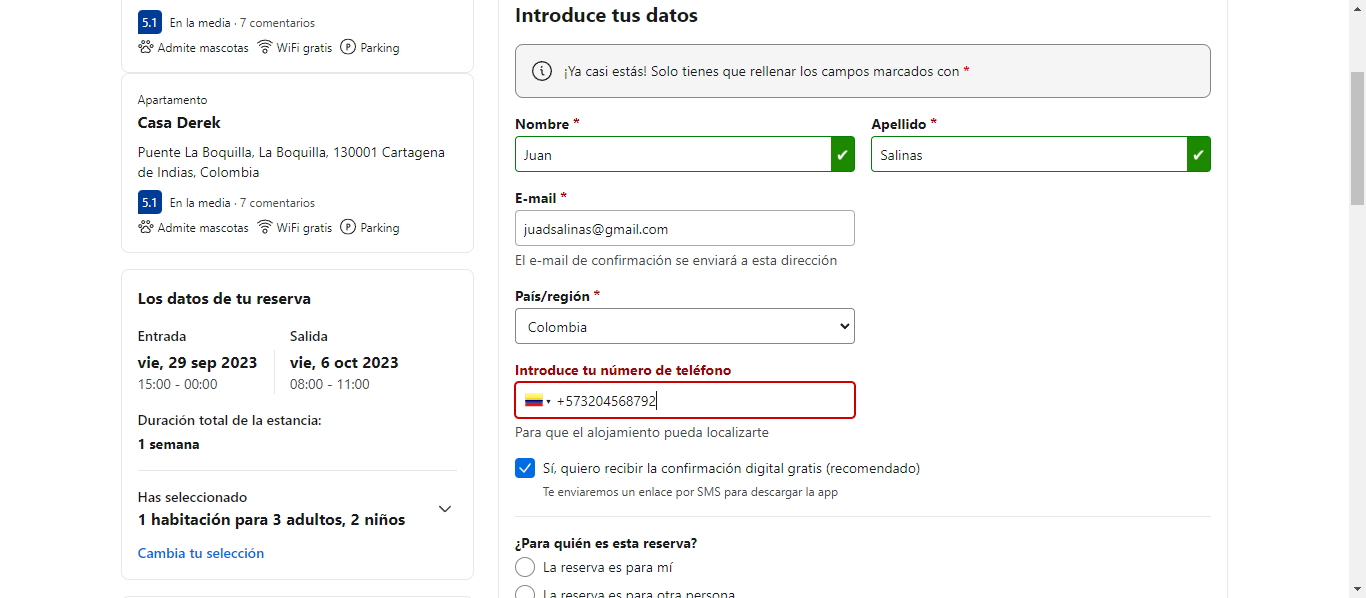 5.1 En la media · 7 comentarios
Admite mascotas WiFi gratis P Parking
Apartamento
Casa Derek
Puente La Boquilla, La Boquilla, 130001 Cartagena
de Indias, Colombia
5.1 En la media · 7 comentarios
Admite mascotas WiFi gratis P Parking
Los datos de tu reserva
Entrada Salida
vie, 29 sep 2023 vie, 6 oct 2023
15:00 - 00:00 08:00 - 11:00
Duración total de la estancia:
1 semana
Has seleccionado
1 habitación para 3 adultos, 2 niños
Cambia tu selección
Introduce tus datos
¡Ya casi estás! Solo tienes que rellenar los campos marcados con *
Nombre * Apellido *
Juan Salinas
E-mail *
juadsalinas@gmail.com
El e-mail de confirmación se enviará a esta dirección
País/región *
Colombia
Introduce tu número de teléfono
+573204568792
Para que el alojamiento pueda localizarte
Sí, quiero recibir la confirmación digital gratis (recomendado)
Te enviaremos un enlace por SMS para descargar la app
¿Para quién es esta reserva?
La reserva es para mí
La reserva es para otra persona